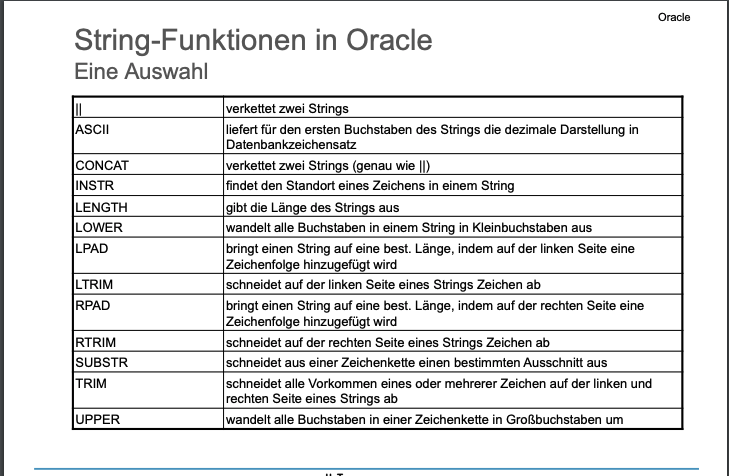 Oracle
String-Funktionen in Oracle
Eine Auswahl
|| verkettet zwei Strings
ASCII liefert für den ersten Buchstaben des Strings die dezimale Darstellung in
Datenbankzeichensatz
CONCAT verkettet zwei Strings (genau wie ||)
INSTR findet den Standort eines Zeichens in einem String
LENGTH gibt die Länge des Strings aus
LOWER wandelt alle Buchstaben in einem String in Kleinbuchstaben aus
LPAD bringt einen String auf eine best. Länge, indem auf der linken Seite eine
Zeichenfolge hinzugefügt wird
LTRIM schneidet auf der linken Seite eines Strings Zeichen ab
RPAD bringt einen String auf eine best. Länge, indem auf der rechten Seite eine
Zeichenfolge hinzugefügt wird
RTRIM schneidet auf der rechten Seite eines Strings Zeichen ab
SUBSTR schneidet aus einer Zeichenkette einen bestimmten Ausschnitt aus
TRIM schneidet alle Vorkommen eines oder mehrerer Zeichen auf der linken und
rechten Seite eines Strings ab
UPPER wandelt alle Buchstaben in einer Zeichenkette in Großbuchstaben um